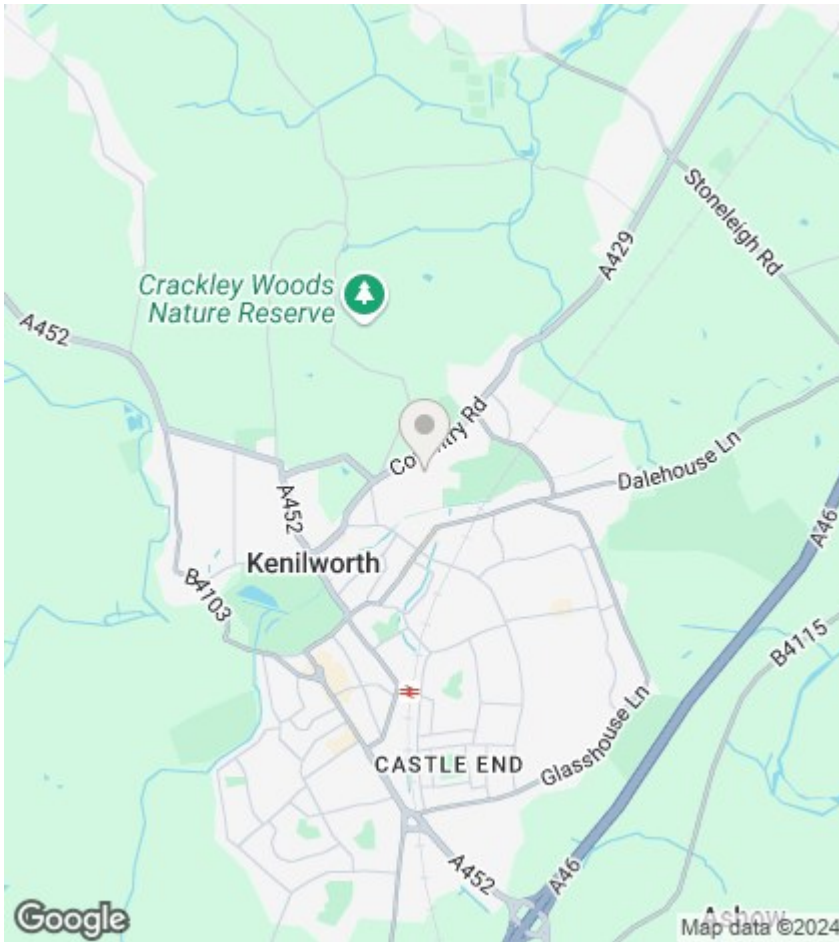 Stoneleigh Rd
A429
Crackley Woods
Nature Reserve
A452
Coventry Rd
Dalehouse Ln
A452
A46
Kenilworth
B4103
B4115
Glasshouse Ln
CASTLE END
A452
A46
Ashow
Google
Map data ©2024